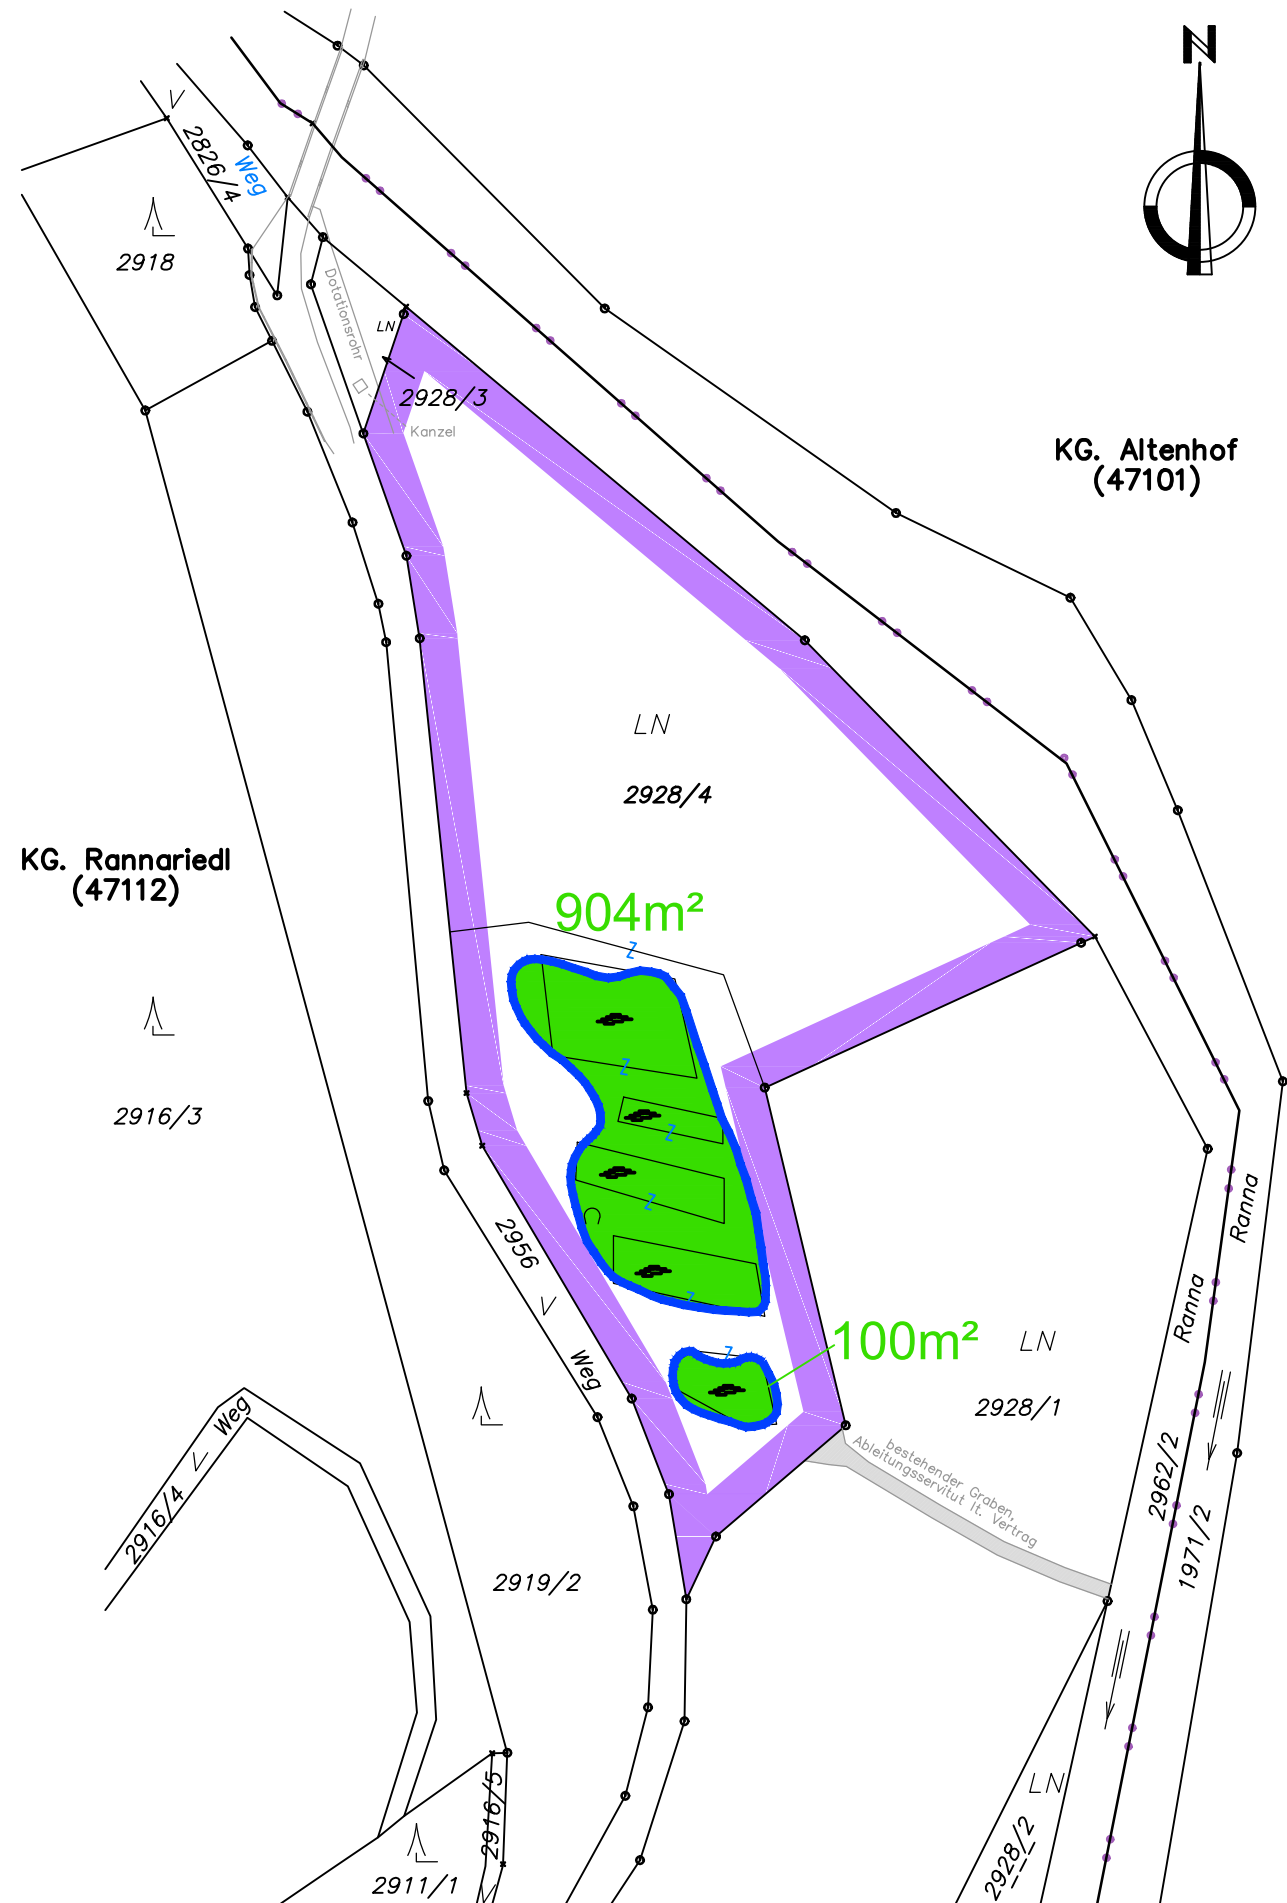 N
2826/4
Weg
2918
Dotationsrohr
LN
2928/3
Kanzel
KG. Altenhof
(47101)
LN
2928/4
KG. Rannariedl
(47112)
904m²
Z
Z
2916/3
Z
Z
2956
Weg
Z
Z
100m²
LN
2928/1
Ranna
Ranna
2916/4
Weg
bestehender Graben,
Ableitungsservitut lt. Vertrag
2962/2
1971/2
2919/2
2916/5
LN
2928/2
2911/1